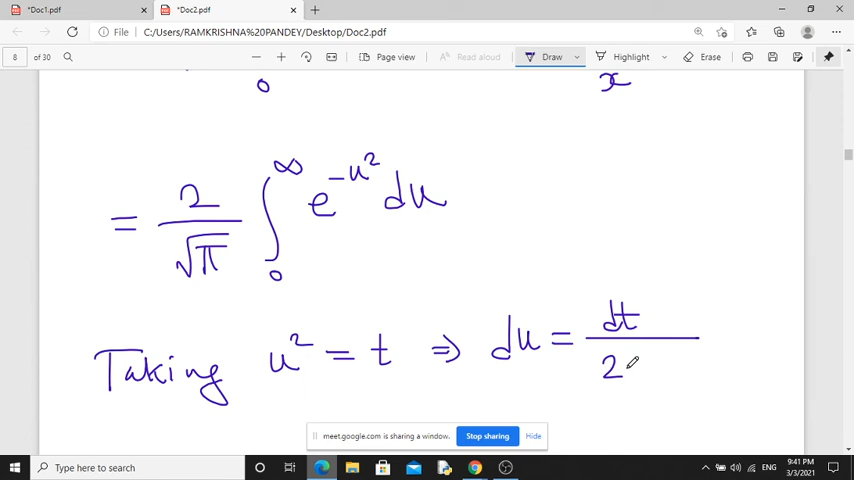 *Doc1.pdf
*Doc2.pdf
File C:/Users/RAMKRISHNA%20PANDEY/Desktop/Doc2.pdf
8 of 30 Page view Read aloud Draw Highlight Erase
0 x
= 2/√π ∫₀^∞ e^{-u²} du
Taking u² = t ⇒ du = dt/2
meet.google.com is sharing a window. Stop sharing Hide
Type here to search
ENG
9:41 PM
3/3/2021